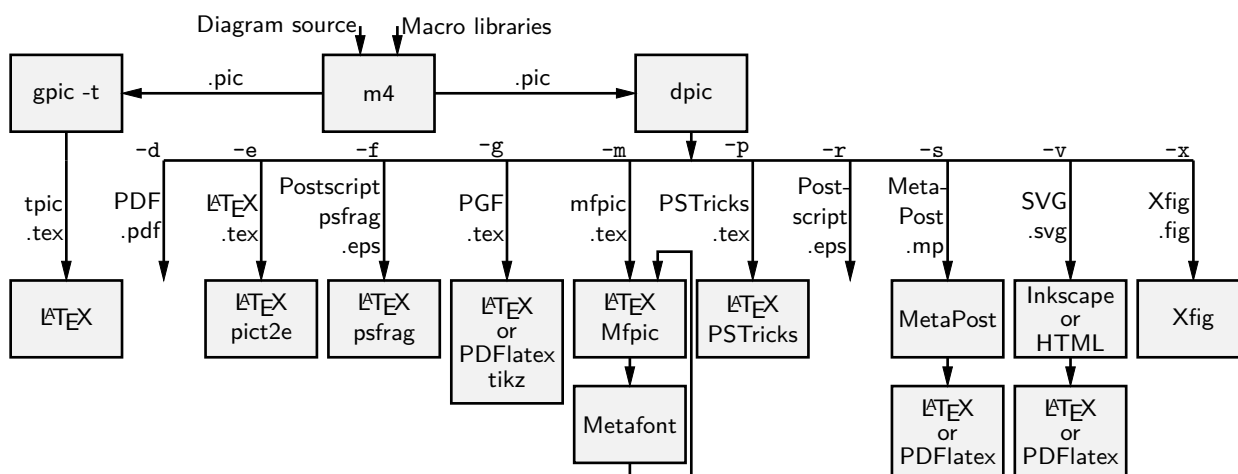 Diagram source
Macro libraries
gpic -t
.pic
m4
.pic
dpic
-d
-e
-f
-g
-m
-p
-r
-s
-v
-x
tpic
.tex
PDF
.pdf
LATEX
.tex
Postscript
psfrag
.eps
PGF
.tex
mfpic
.tex
PSTricks
.tex
Post-
script
.eps
Meta-
Post
.mp
SVG
.svg
Xfig
.fig
LATEX
LATEX
pict2e
LATEX
psfrag
LATEX
or
PDFlatex
tikz
LATEX
Mfpic
LATEX
PSTricks
MetaPost
Inkscape
or
HTML
Xfig
Metafont
LATEX
or
PDFlatex
LATEX
or
PDFlatex